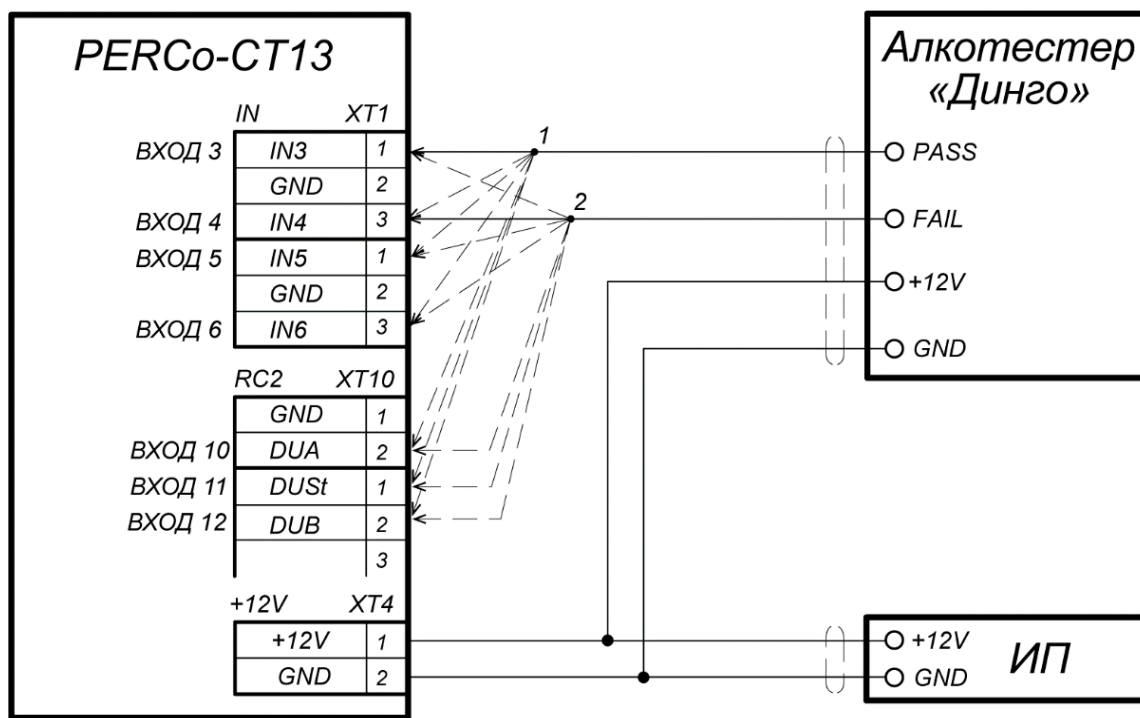 PERCo-CT13
IN XT1
ВХОД 3 IN3 1
GND 2
ВХОД 4 IN4 3
ВХОД 5 IN5 1
GND 2
ВХОД 6 IN6 3
RC2 XT10
GND 1
ВХОД 10 DUA 2
ВХОД 11 DUSt 1
ВХОД 12 DUB 2
3
+12V XT4
+12V 1
GND 2
1
2
Алкотестер
«Динго»
PASS
FAIL
+12V
GND
+12V
GND
ИП